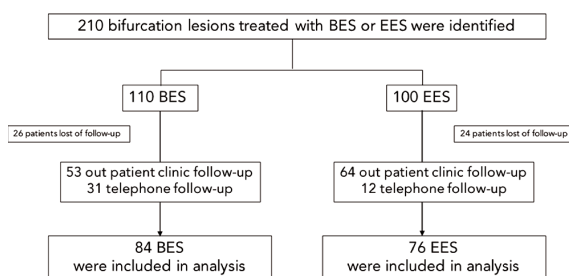 210 bifurcation lesions treated with BES or EES were identified
110 BES
100 EES
26 patients lost of follow-up
24 patients lost of follow-up
53 out patient clinic follow-up
31 telephone follow-up
64 out patient clinic follow-up
12 telephone follow-up
84 BES
were included in analysis
76 EES
were included in analysis